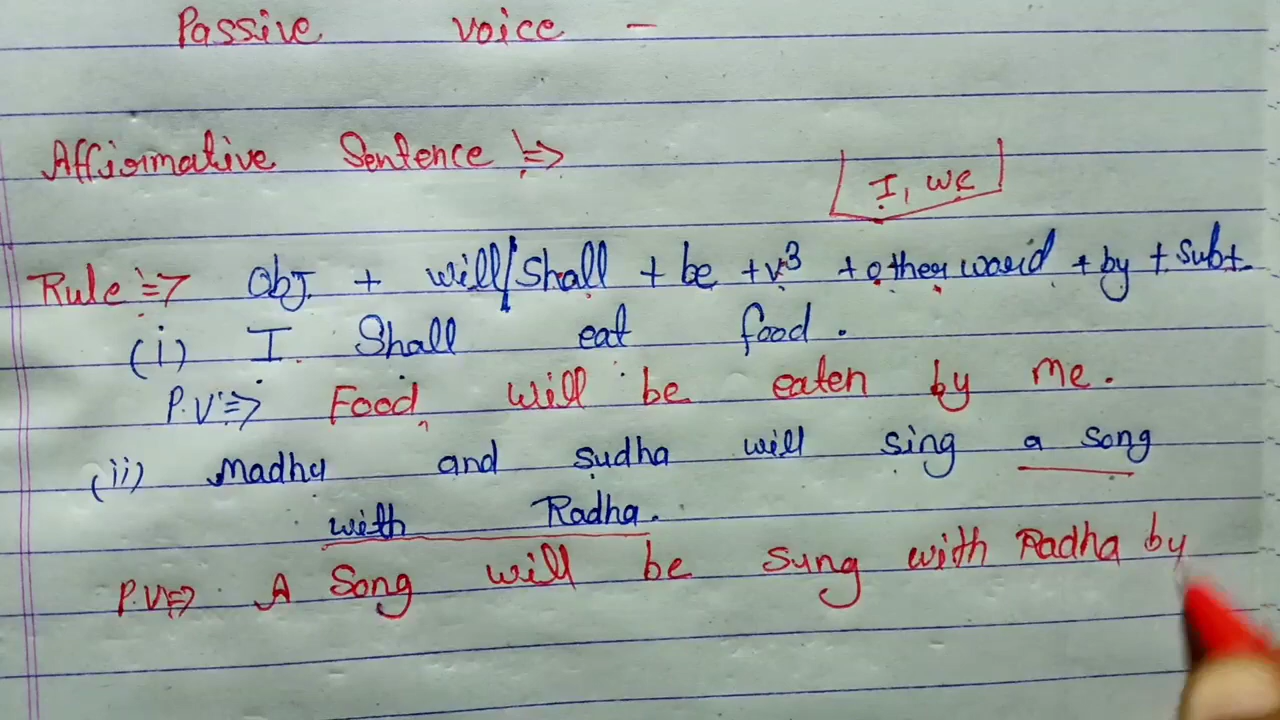 Passive voice -
Affirmative Sentence :=>
I, we
Rule :=> Obj. + will/Shall + be + v³ + other word + by + subt
(i) I Shall eat food.
P.V :=> Food will be eaten by me.
(ii) Madhu and sudha will sing a song
with Radha.
P.V :=> A Song will be sung with Radha by